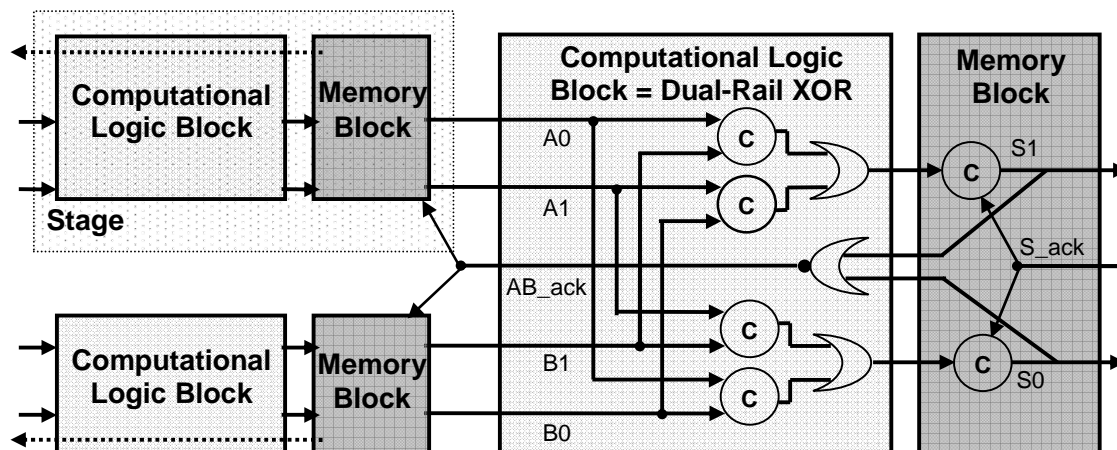 Computational
Logic Block
Memory
Block
Stage
Computational Logic
Block = Dual-Rail XOR
A0
A1
AB_ack
B1
B0
C
C
C
C
Memory
Block
C
S1
S_ack
C
S0
Computational
Logic Block
Memory
Block